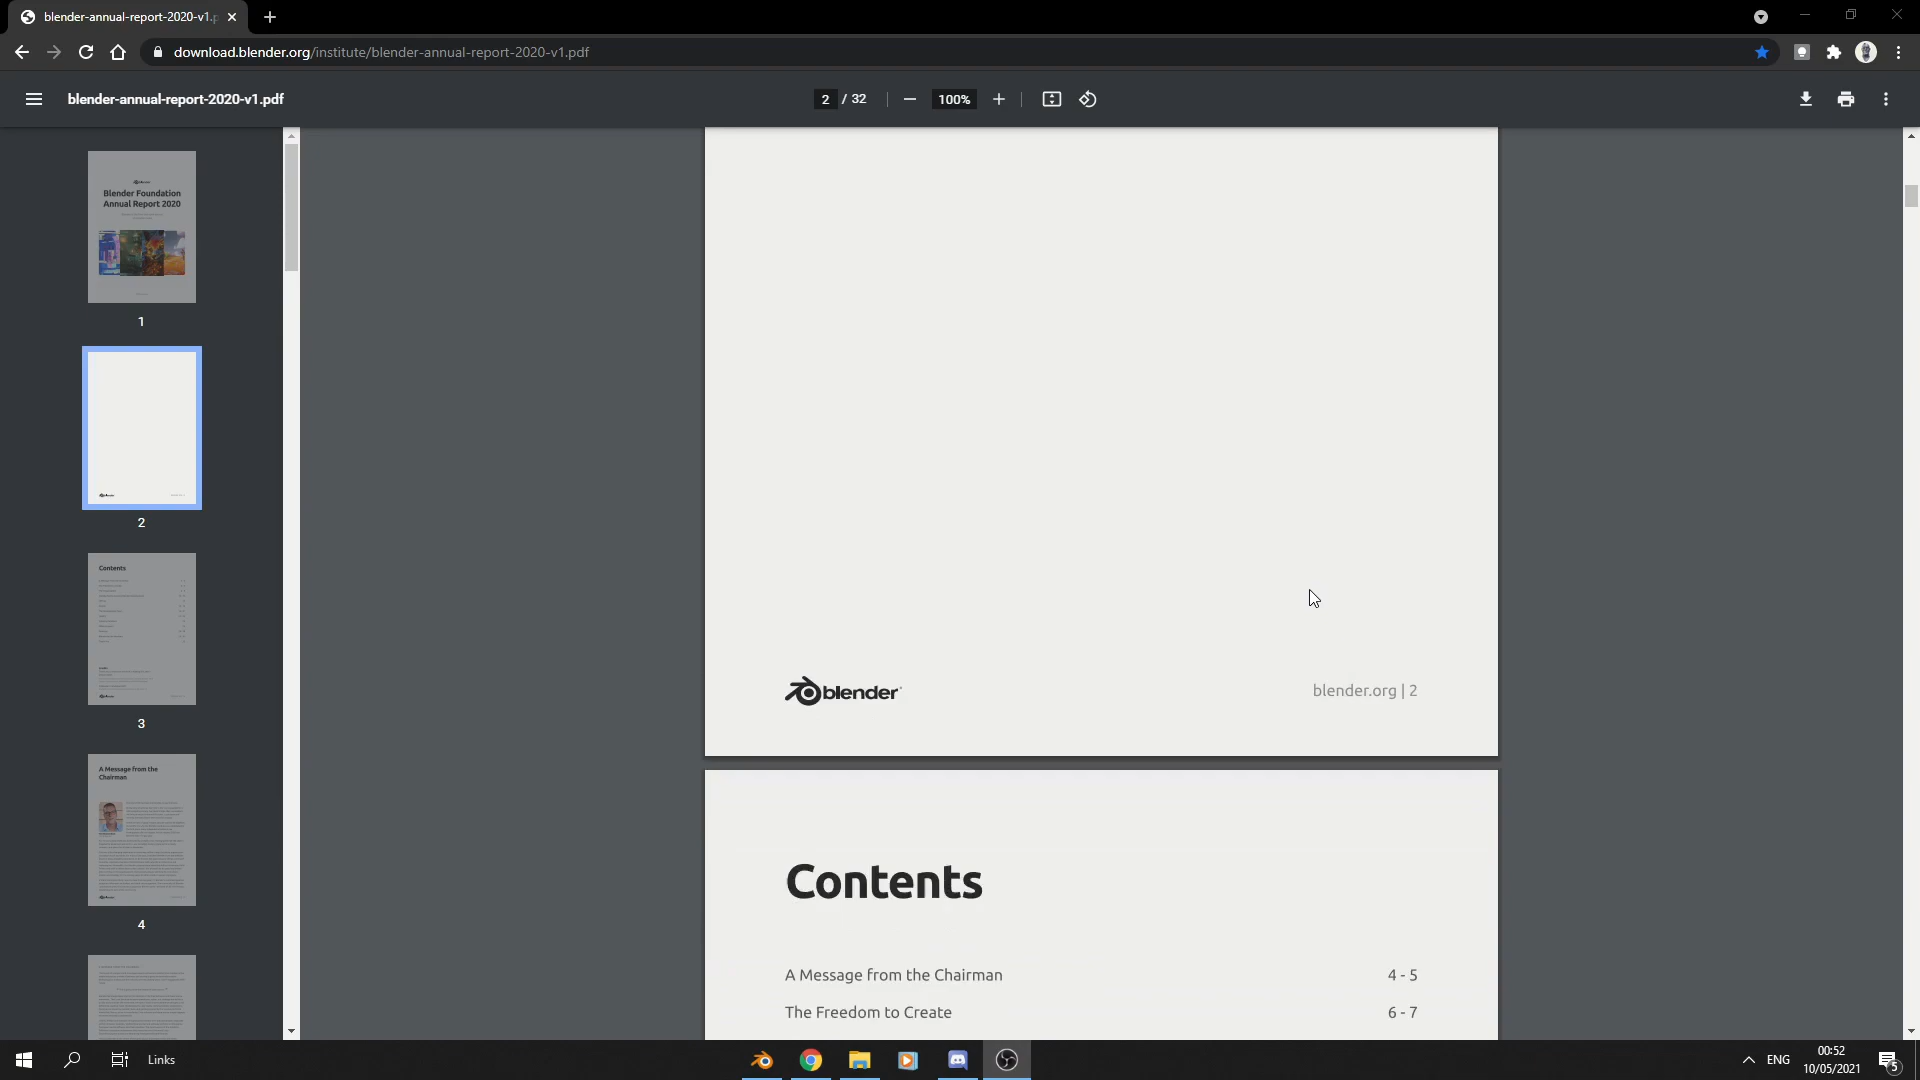 blender-annual-report-2020-v1.p
download.blender.org/institute/blender-annual-report-2020-v1.pdf
blender-annual-report-2020-v1.pdf
2 / 32
100%
Blender Foundation
Annual Report 2020
1
2
Contents
3
A Message from the
Chairman
4
blender
blender.org | 2
Contents
A Message from the Chairman 4 - 5
The Freedom to Create 6 - 7
Links
ENG
00:52
10/05/2021
5